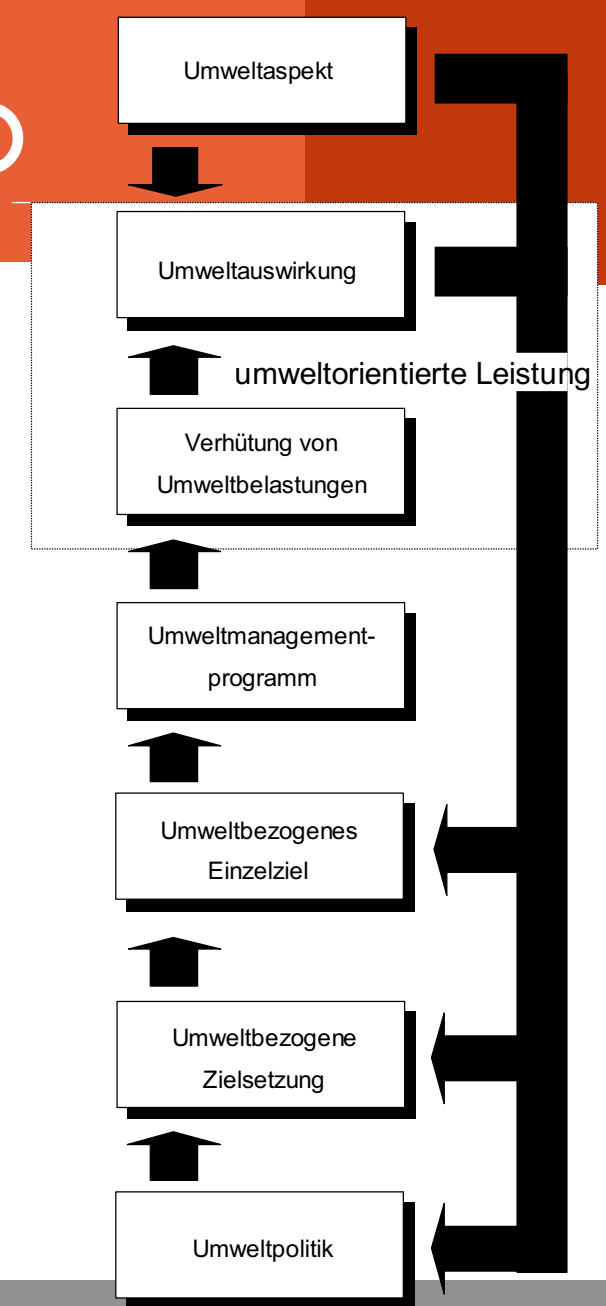 Umweltaspekt
Umweltauswirkung
umweltorientierte Leistung
Verhütung von
Umweltbelastungen
Umweltmanagement-
programm
Umweltbezogenes
Einzelziel
Umweltbezogene
Zielsetzung
Umweltpolitik